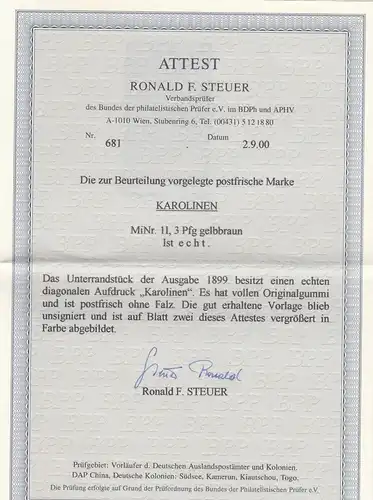 ATTEST
RONALD F. STEUER
Verbandsprüfer
des Bundes der philatelistischen Prüfer e.V. im BDPh und APHV
A-1010 Wien, Stubenring 6, Tel. (00431) 5 12 18 80
Nr. 681 . Datum 2.9.00
Die zur Beurteilung vorgelegte postfrische Marke
KAROLINEN
MiNr. 1I, 3 Pfg gelbbraun
Ist echt.
Das Unterrandstück der Ausgabe 1899 besitzt einen echten
diagonalen Aufdruck „Karolinen“. Es hat vollen Originalgummi
und ist postfrisch ohne Falz. Die gut erhaltene Vorlage blieb
unsigniert und ist auf Blatt zwei dieses Attestes vergrößert in
Farbe abgebildet.
Steuer Ronald
Ronald F. STEUER
Prüfgebiet: Vorläufer d. Deutschen Auslandspostämter und Kolonien,
DAP China, Deutsche Kolonien: Südsee, Kamerun, Kiautschou, Togo,
Die Prüfung erfolgte auf Grund der Prüfordnung des Bundes der Philatelistischen Prüfer e.V.